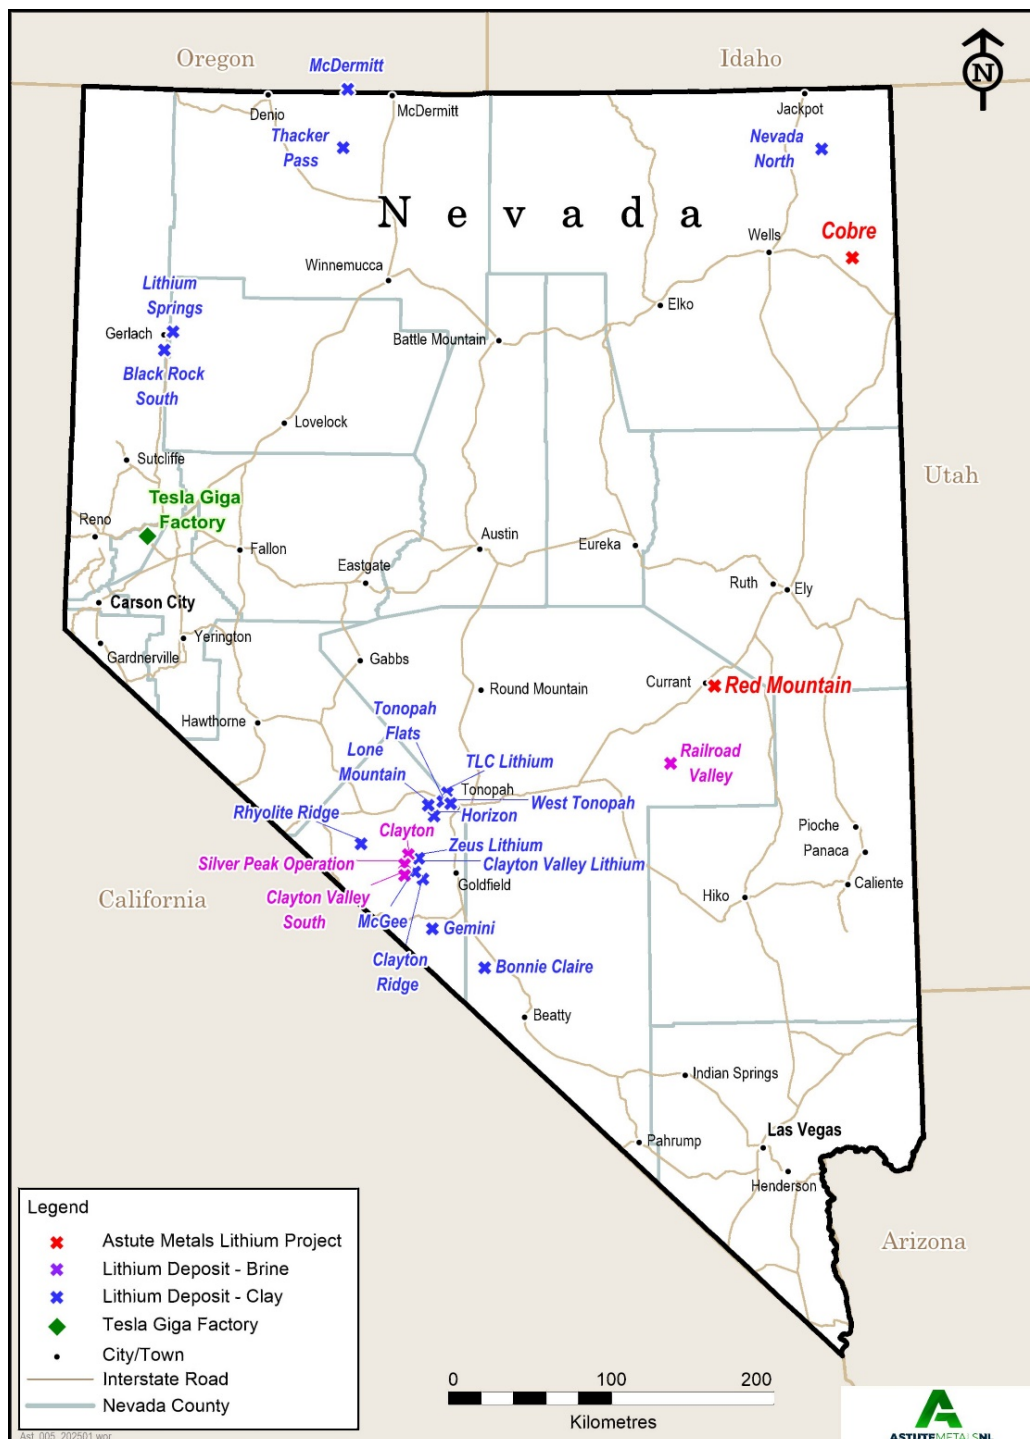 Oregon
Idaho
McDermitt
Denio
McDermitt
Jackpot
Thacker
Pass
Nevada
North
Nevada
Cobre
Wells
Winnemucca
Lithium
Springs
Elko
Gerlach
Battle Mountain
Black Rock
South
Lovelock
Sutcliffe
Utah
Tesla Giga
Factory
Reno
Fallon
Austin
Eureka
Eastgate
Ruth
Ely
Carson City
Yerington
Gardnerville
Gabbs
Currant
Red Mountain
Round Mountain
Hawthorne
Tonopah
Flats
Lone
Mountain
TLC Lithium
Railroad
Valley
Tonopah
West Tonopah
Horizon
Rhyolite Ridge
Clayton
Zeus Lithium
Pioche
Panaca
Silver Peak Operation
Clayton Valley Lithium
Goldfield
Caliente
Hiko
California
Clayton Valley
South
McGee
Gemini
Clayton
Ridge
Bonnie Claire
Beatty
Indian Springs
Las Vegas
Pahrump
Henderson
Arizona
Legend
Astute Metals Lithium Project
Lithium Deposit - Brine
Lithium Deposit - Clay
Tesla Giga Factory
City/Town
Interstate Road
Nevada County
0 100 200
Kilometres
N
Ast_005_202501.wor
ASTUTEMETALSNL